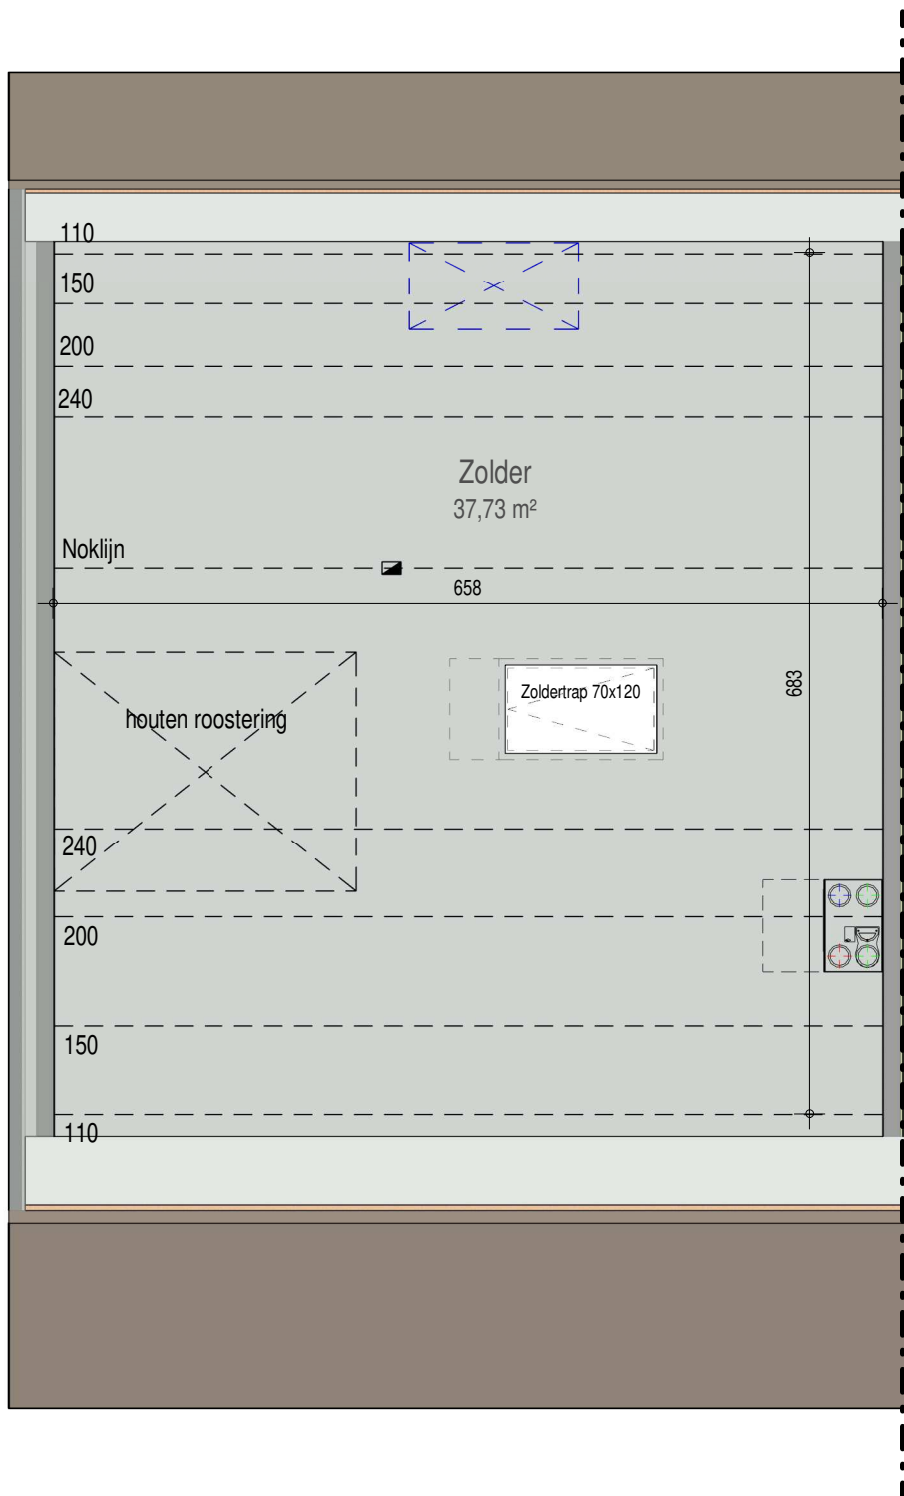 110
150
200
240
Zolder
37,73 m²
Noklijn
658
683
Zoldertrap 70x120
houten roostering
240
200
150
110